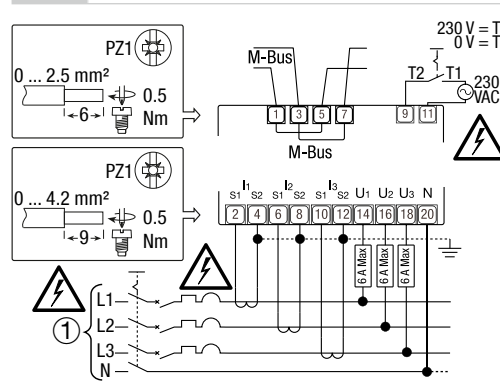 230 V = T
0 V = T
PZ1
0 ... 2.5 mm²
6
0.5
Nm
M-Bus
T2 T1
230
VAC
1 3 5 7 9 11
M-Bus
PZ1
0 ... 4.2 mm²
9
0.5
Nm
I1 I2 I3
S1 S2 S1 S2 S1 S2 U1 U2 U3 N
2 4 6 8 10 12 14 16 18 20
6 A Max 6 A Max 6 A Max
1
L1
L2
L3
N